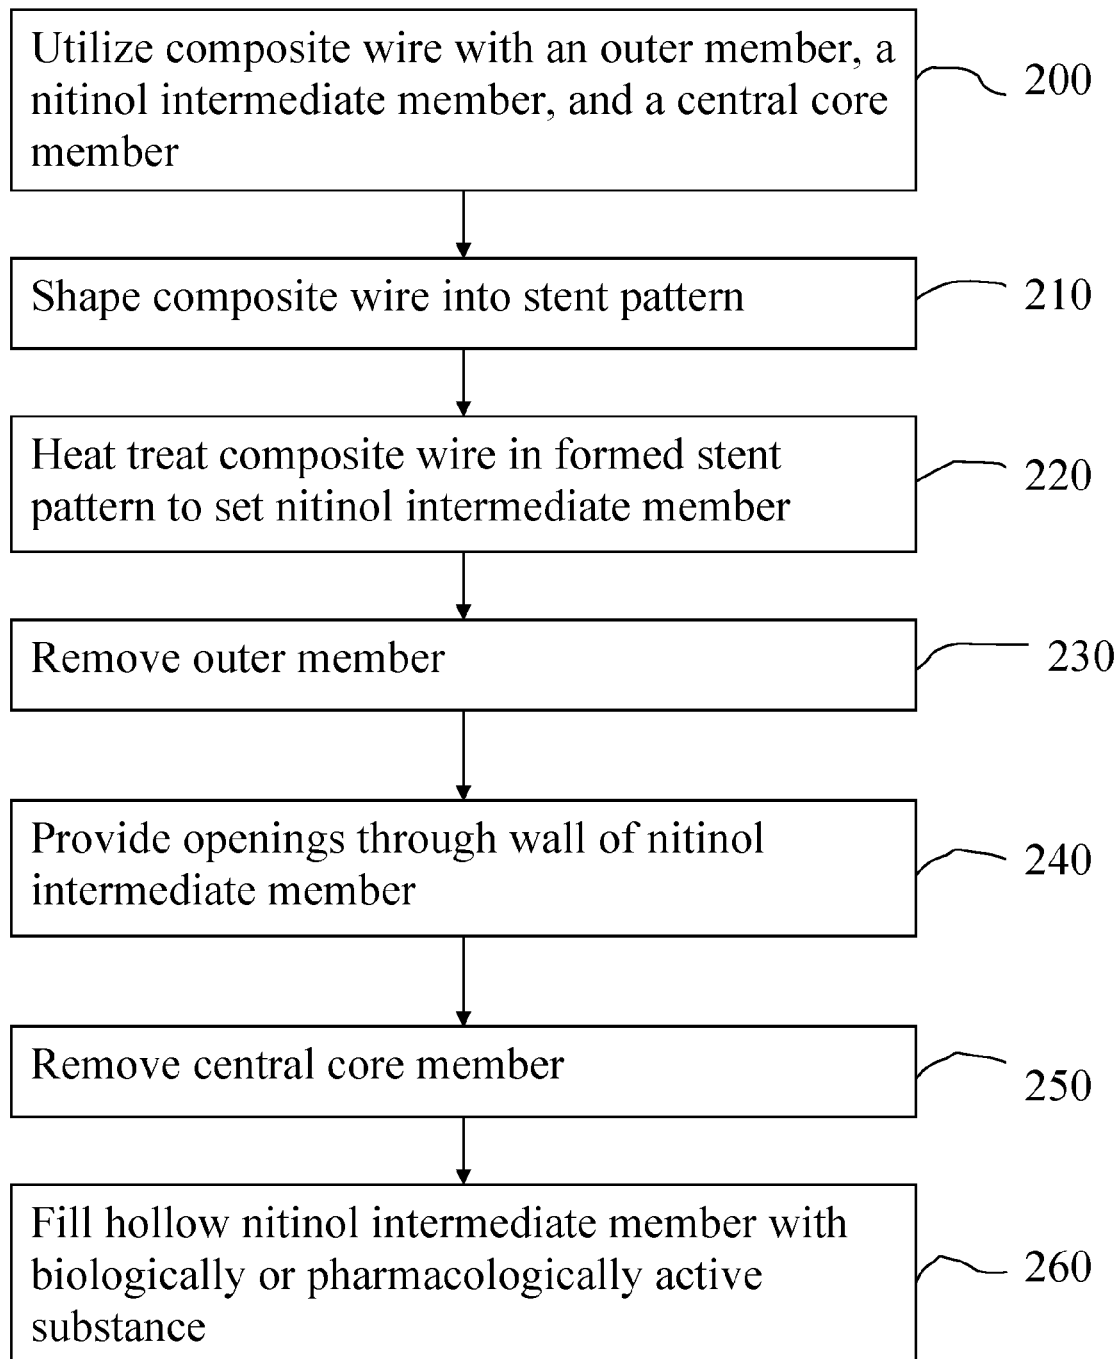 Utilize composite wire with an outer member, a
nitinol intermediate member, and a central core
member
200
Shape composite wire into stent pattern
210
Heat treat composite wire in formed stent
pattern to set nitinol intermediate member
220
Remove outer member
230
Provide openings through wall of nitinol
intermediate member
240
Remove central core member
250
Fill hollow nitinol intermediate member with
biologically or pharmacologically active
substance
260